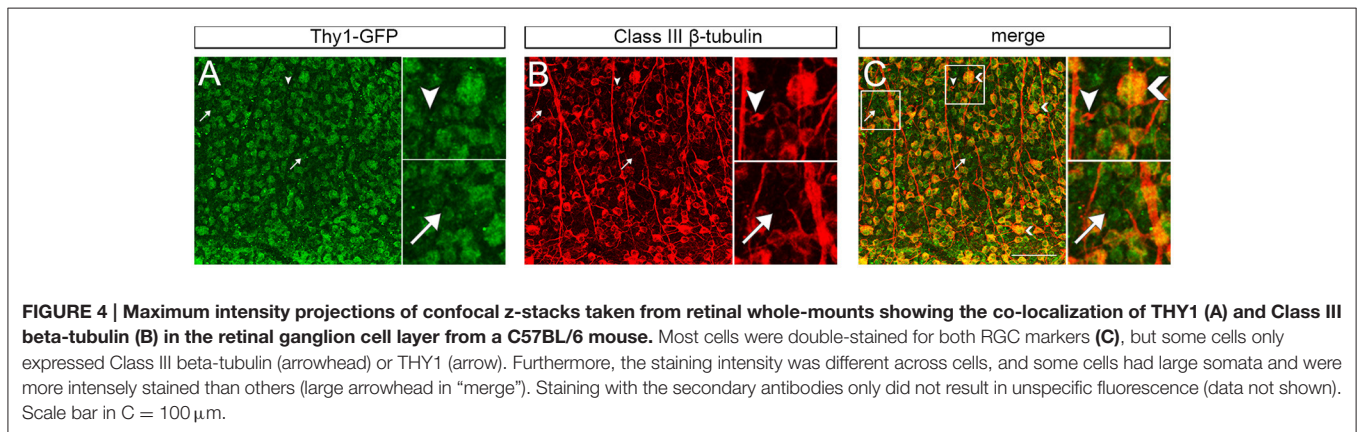 Thy1-GFP
Class III β-tubulin
merge
A
B
C
FIGURE 4 | Maximum intensity projections of confocal z-stacks taken from retinal whole-mounts showing the co-localization of THY1 (A) and Class III
beta-tubulin (B) in the retinal ganglion cell layer from a C57BL/6 mouse. Most cells were double-stained for both RGC markers (C), but some cells only
expressed Class III beta-tubulin (arrowhead) or THY1 (arrow). Furthermore, the staining intensity was different across cells, and some cells had large somata and were
more intensely stained than others (large arrowhead in “merge”). Staining with the secondary antibodies only did not result in unspecific fluorescence (data not shown).
Scale bar in C = 100 μm.